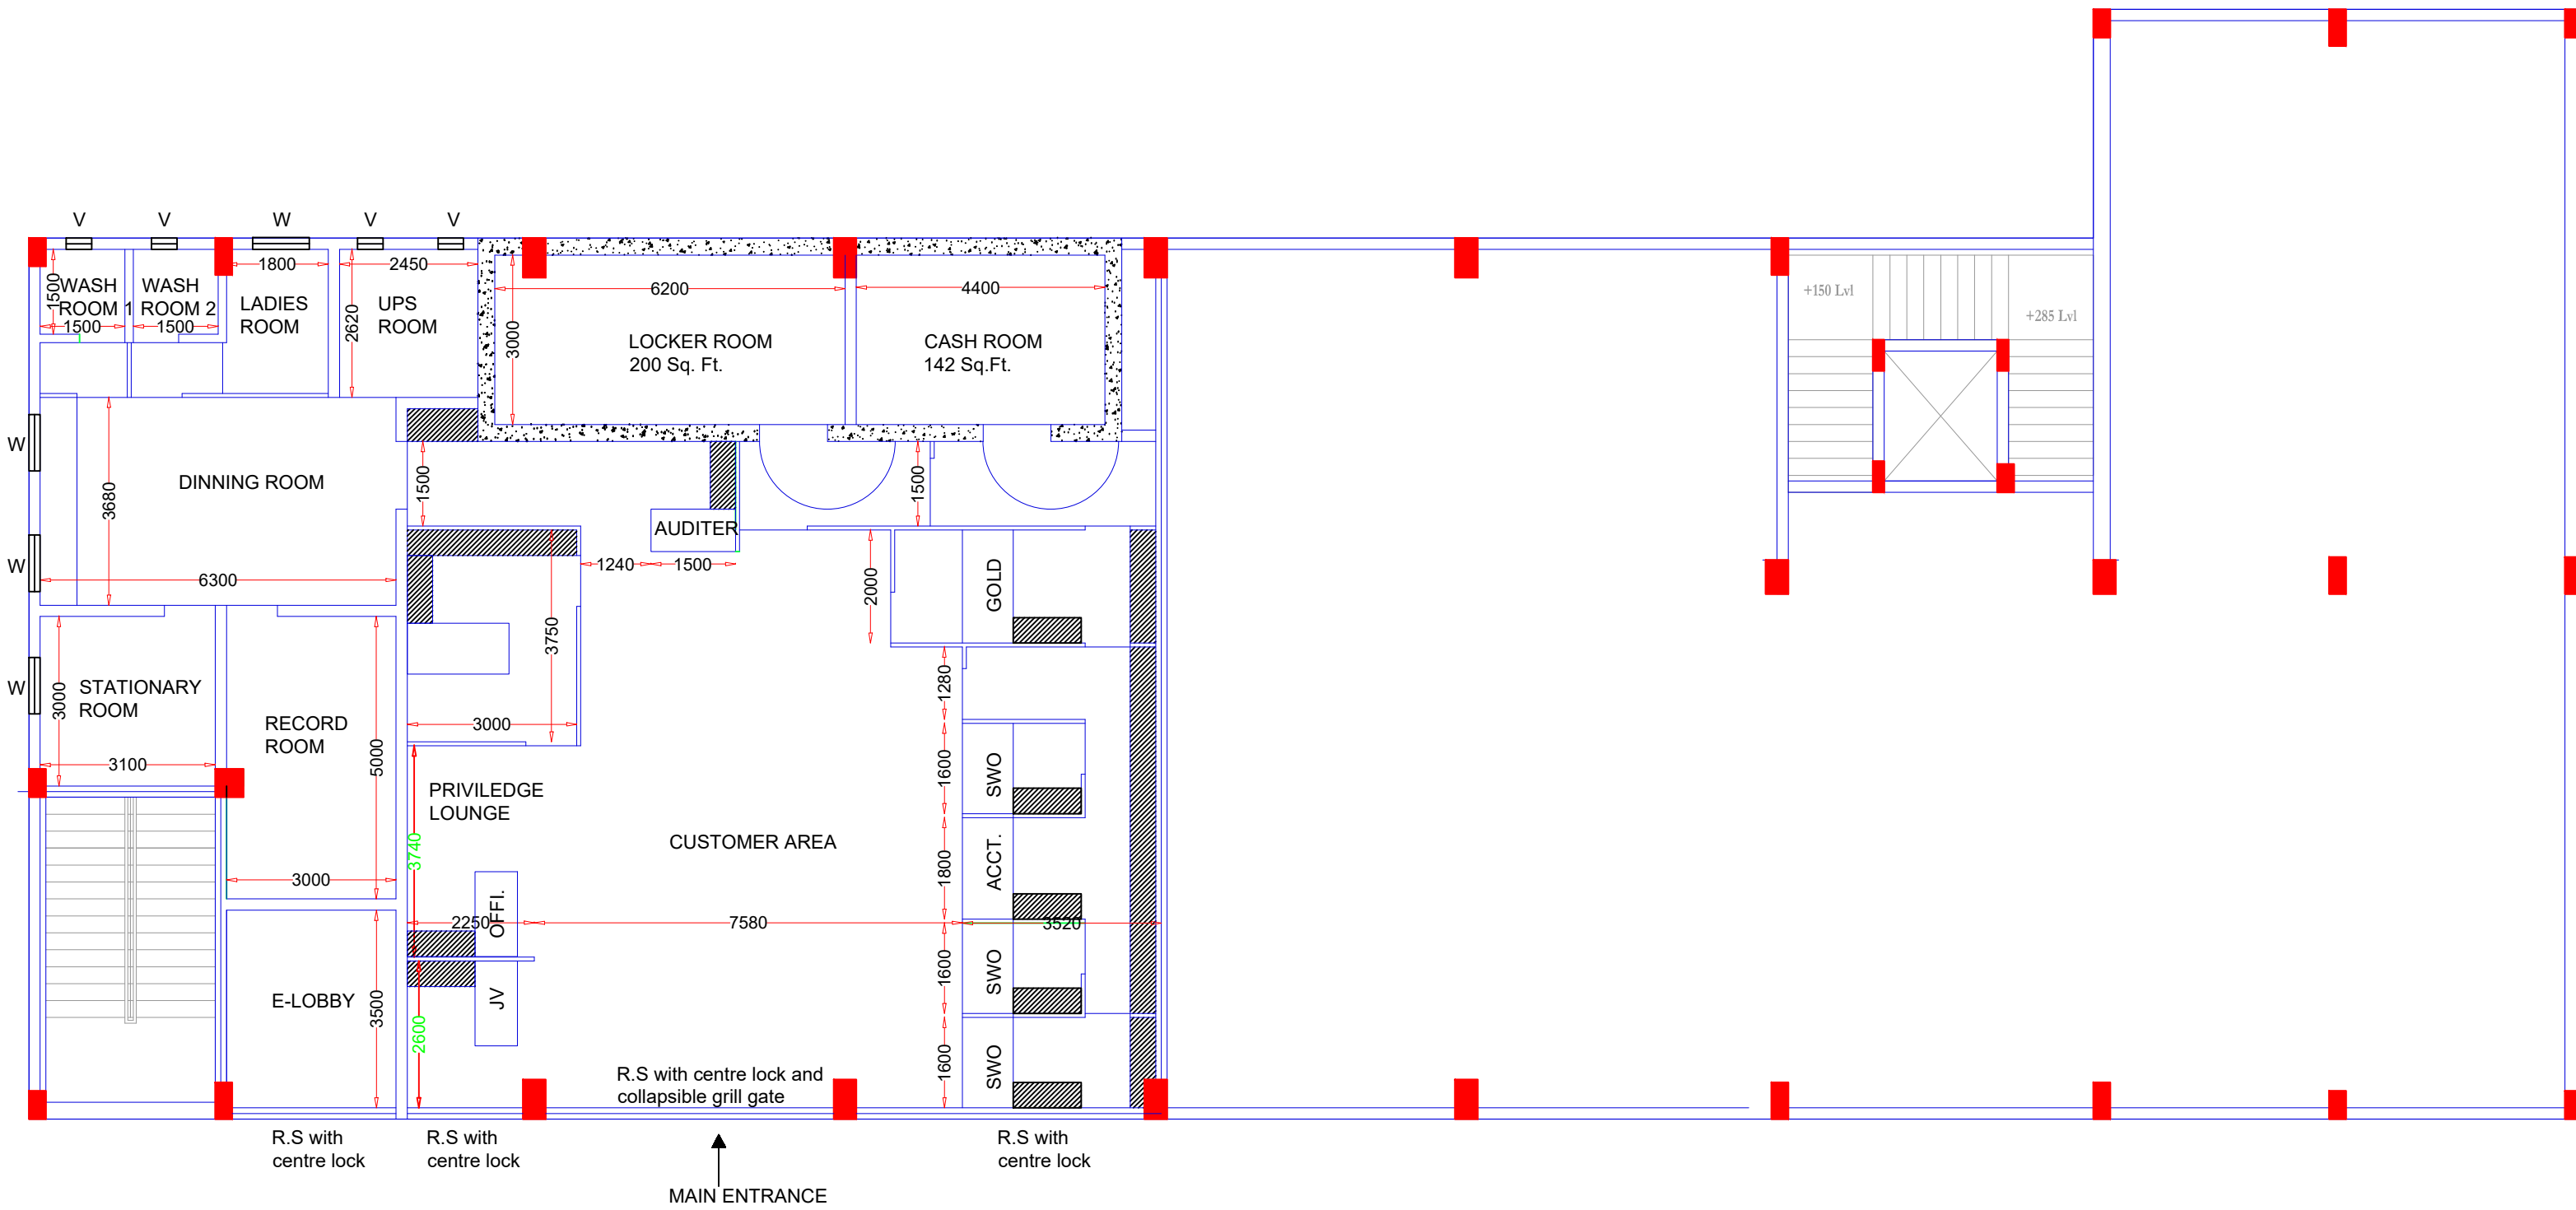 V
V
W
V
V
1800
2450
+150 Lvl
+285 Lvl
1500
WASH
ROOM 1
WASH
ROOM 2
LADIES
ROOM
UPS
ROOM
1500
1500
2620
6200
4400
3000
LOCKER ROOM
200 Sq. Ft.
CASH ROOM
142 Sq.Ft.
W
DINNING ROOM
3680
1500
1500
AUDITER
W
6300
1240
1500
2000
GOLD
3750
W
STATIONARY
ROOM
3000
3100
RECORD
ROOM
5000
3000
3000
1280
1600
SWO
PRIVILEDGE
LOUNGE
3740
CUSTOMER AREA
1800
ACCT.
OFFI.
2250
7580
3520
E-LOBBY
3500
2600
JV
1600
SWO
1600
SWO
R.S with centre lock and
collapsible grill gate
R.S with
centre lock
R.S with
centre lock
R.S with
centre lock
MAIN ENTRANCE